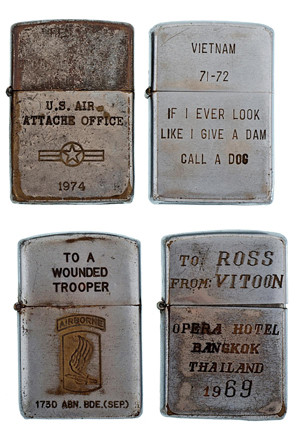 U.S. AIR
ATTACHE OFFICE
1974
VIETNAM
71-72
IF I EVER LOOK
LIKE I GIVE A DAM
CALL A DOG
TO A
WOUNDED
TROOPER
AIRBORNE
173D ABN. BDE.(SEP.)
TO: ROSS
FROM: VITOON
OPERA HOTEL
BANGKOK
THAILAND
1969